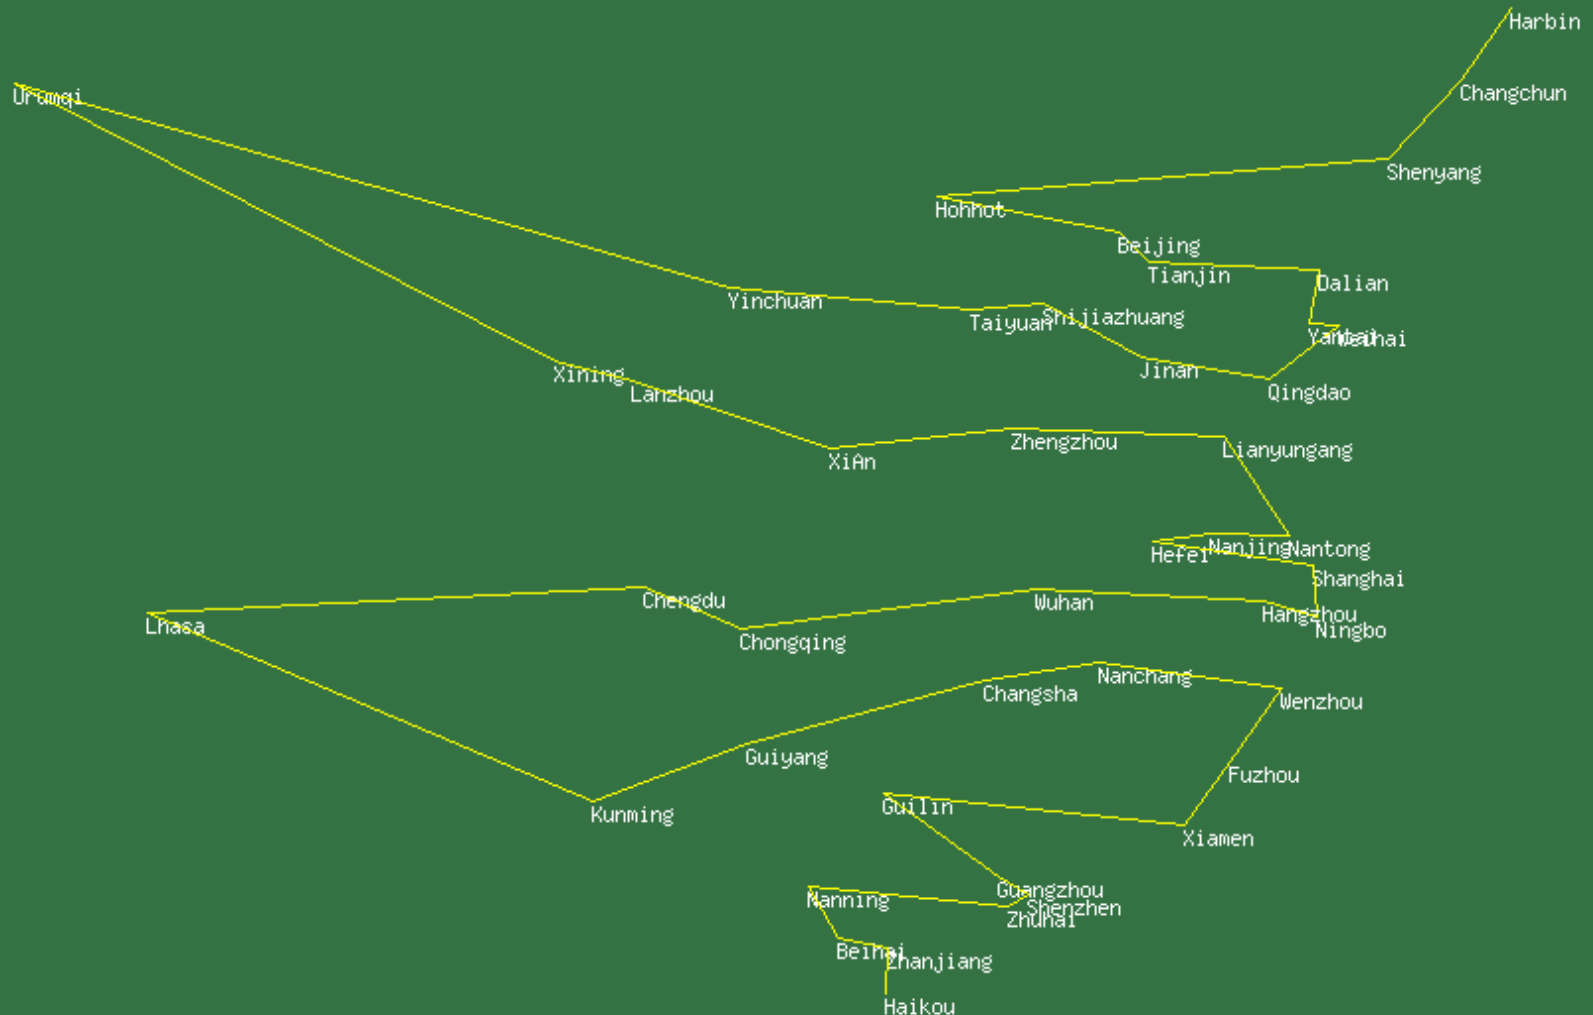 Harbin
Urumqi
Changchun
Shenyang
Hohhot
Beijing
Tianjin
Dalian
Yinchuan
Taiyuan
Shijiazhuang
Yantai
Weihai
Jinan
Xining
Lanzhou
Qingdao
Zhengzhou
Lianyungang
XiAn
Hefei
Nanjing
Nantong
Shanghai
Chengdu
Wuhan
Hangzhou
Lhasa
Ningbo
Chongqing
Nanchang
Changsha
Wenzhou
Guiyang
Fuzhou
Guilin
Kunming
Xiamen
Guangzhou
Nanning
Shenzhen
Zhuhai
Beihai
Zhanjiang
Haikou